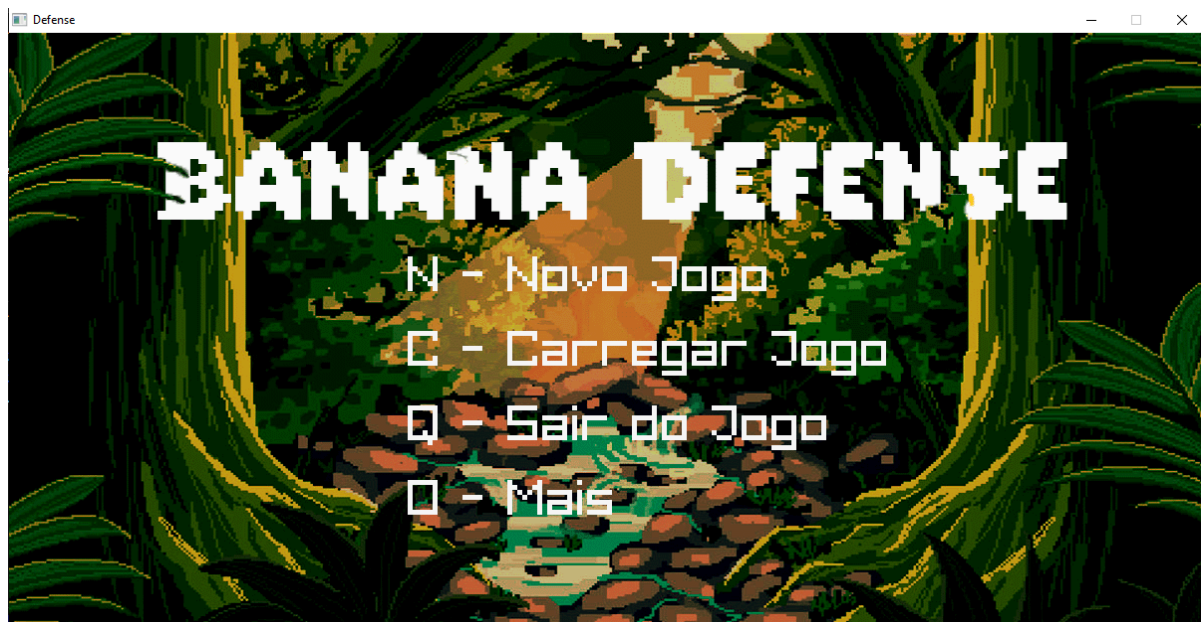 Defense
BANANA DEFENSE
N - Novo Jogo
C - Carregar Jogo
Q - Sair do Jogo
O - Mais